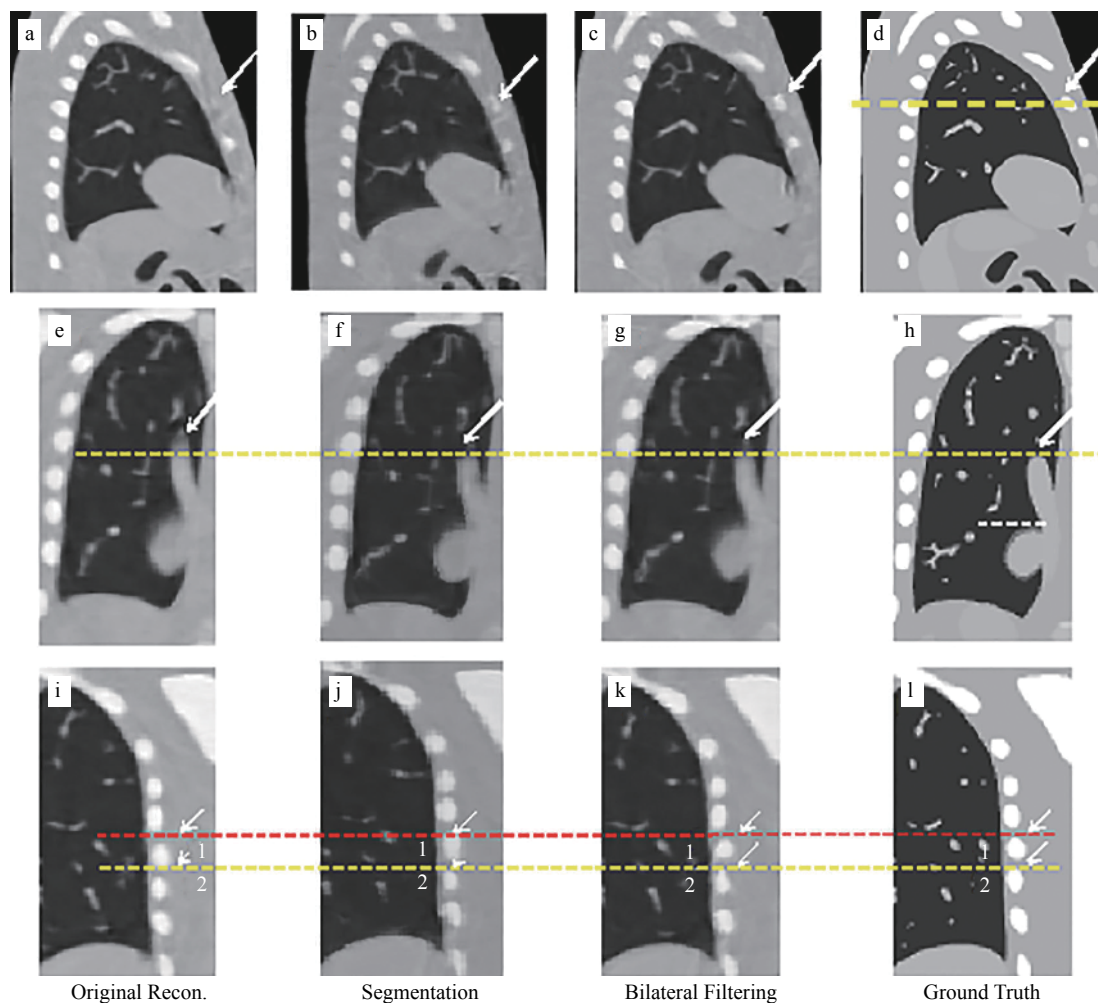 a b c d
e f g h
i j k l
1 1 1 1
2 2 2 2
Original Recon. Segmentation Bilateral Filtering Ground Truth